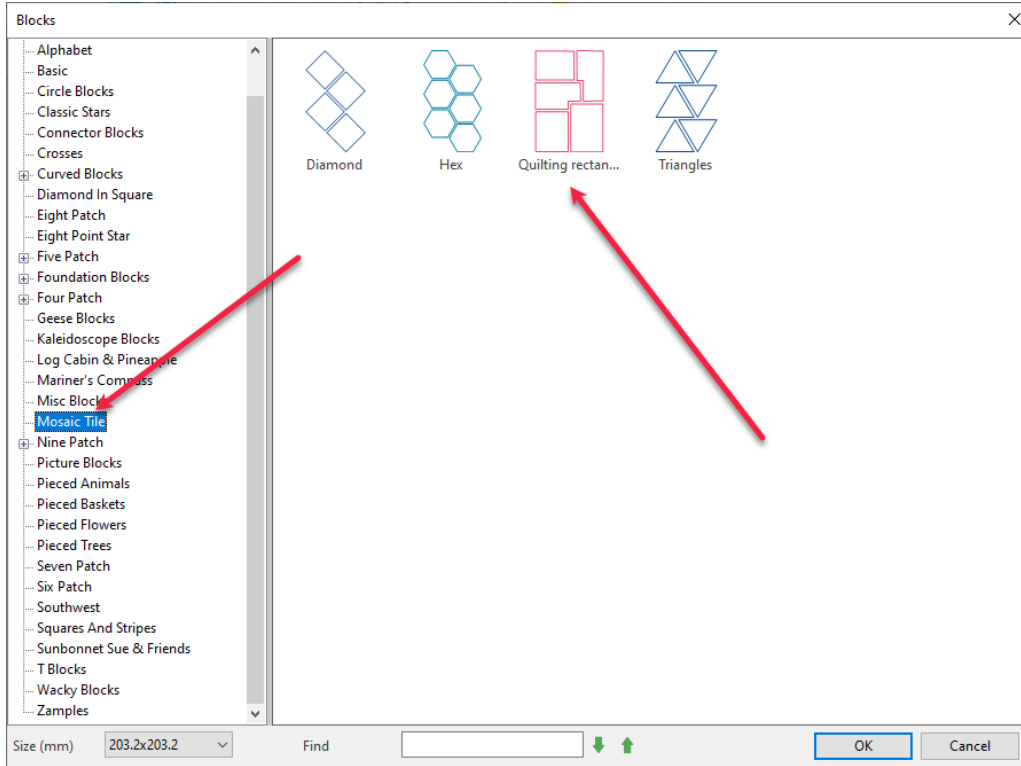 Blocks
Alphabet
Basic
Circle Blocks
Classic Stars
Connector Blocks
Crosses
Curved Blocks
Diamond In Square
Eight Patch
Eight Point Star
Five Patch
Foundation Blocks
Four Patch
Geese Blocks
Kaleidoscope Blocks
Log Cabin & Pineapple
Mariner's Compass
Misc Blocks
Mosaic Tile
Nine Patch
Picture Blocks
Pieced Animals
Pieced Baskets
Pieced Flowers
Pieced Trees
Seven Patch
Six Patch
Southwest
Squares And Stripes
Sunbonnet Sue & Friends
T Blocks
Wacky Blocks
Zamples
Diamond
Hex
Quilting rectan...
Triangles
Size (mm) 203.2x203.2 Find OK Cancel